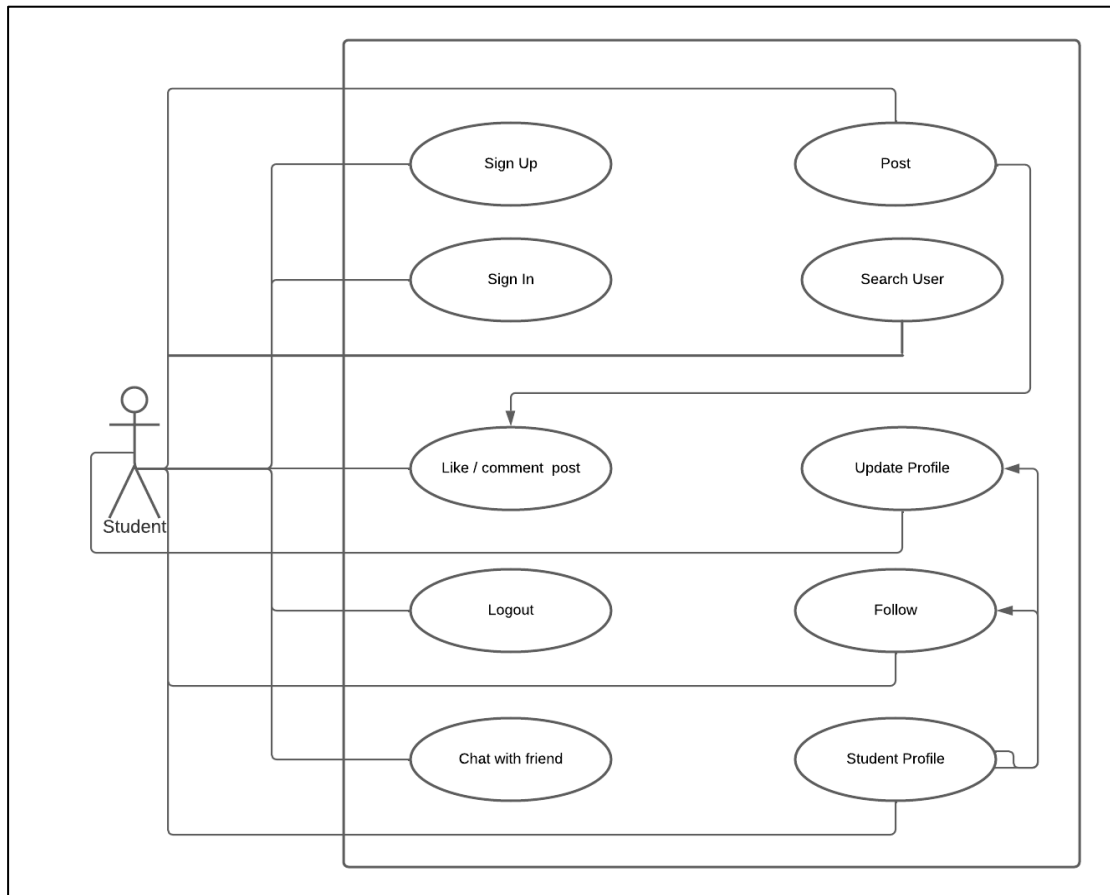 Sign Up
Post
Sign In
Search User
Like / comment  post
Update Profile
Student
Logout
Follow
Chat with friend
Student Profile